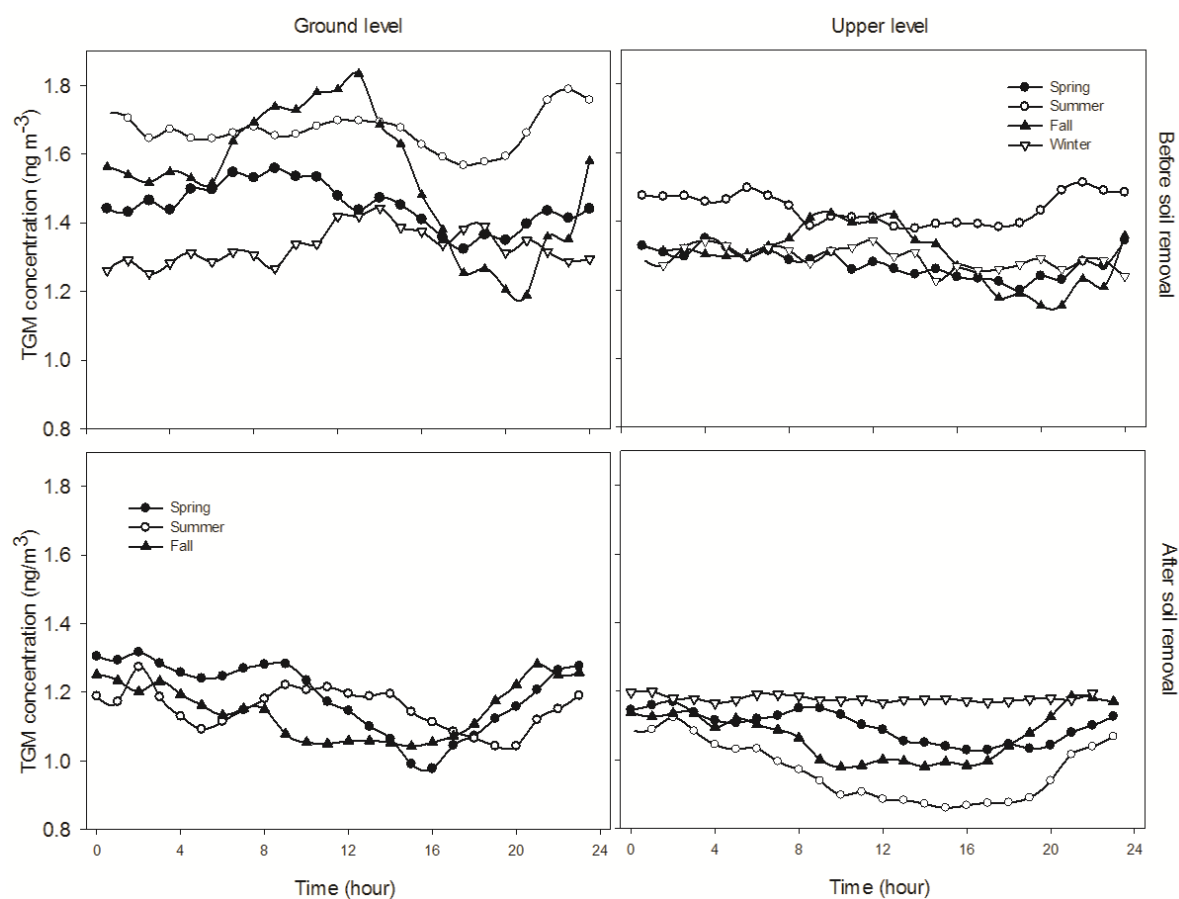 Ground level
Upper level
TGM concentration (ng m⁻³)
1.8
1.6
1.4
1.2
1.0
0.8
Spring
Summer
Fall
Winter
Before soil removal
TGM concentration (ng/m³)
1.8
1.6
1.4
1.2
1.0
0.8
Spring
Summer
Fall
After soil removal
0 4 8 12 16 20 24
0 4 8 12 16 20 24
Time (hour)
Time (hour)